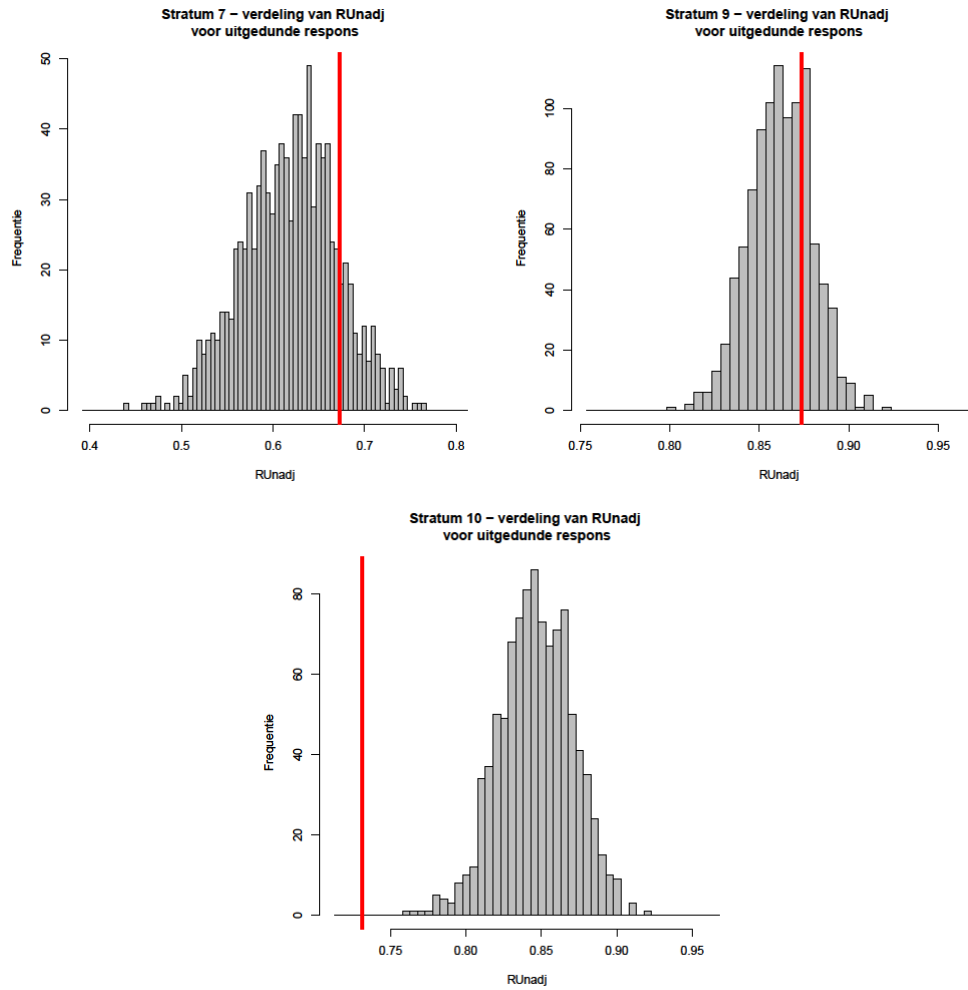 Stratum 7 − verdeling van RUnadj
voor uitgedunde respons
Frequentie
50
40
30
20
10
0
0.4 0.5 0.6 0.7 0.8
RUnadj
Stratum 9 − verdeling van RUnadj
voor uitgedunde respons
Frequentie
100
80
60
40
20
0
0.75 0.80 0.85 0.90 0.95
RUnadj
Stratum 10 − verdeling van RUnadj
voor uitgedunde respons
Frequentie
80
60
40
20
0
0.75 0.80 0.85 0.90 0.95
RUnadj